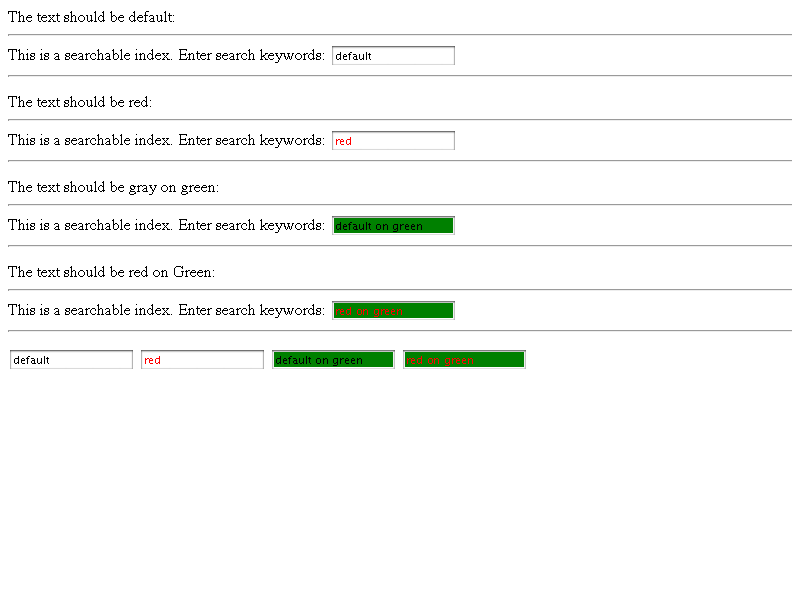 The text should be default:
This is a searchable index. Enter search keywords: default
The text should be red:
This is a searchable index. Enter search keywords: red
The text should be gray on green:
This is a searchable index. Enter search keywords: default on green
The text should be red on Green:
This is a searchable index. Enter search keywords: red on green
default red default on green red on green